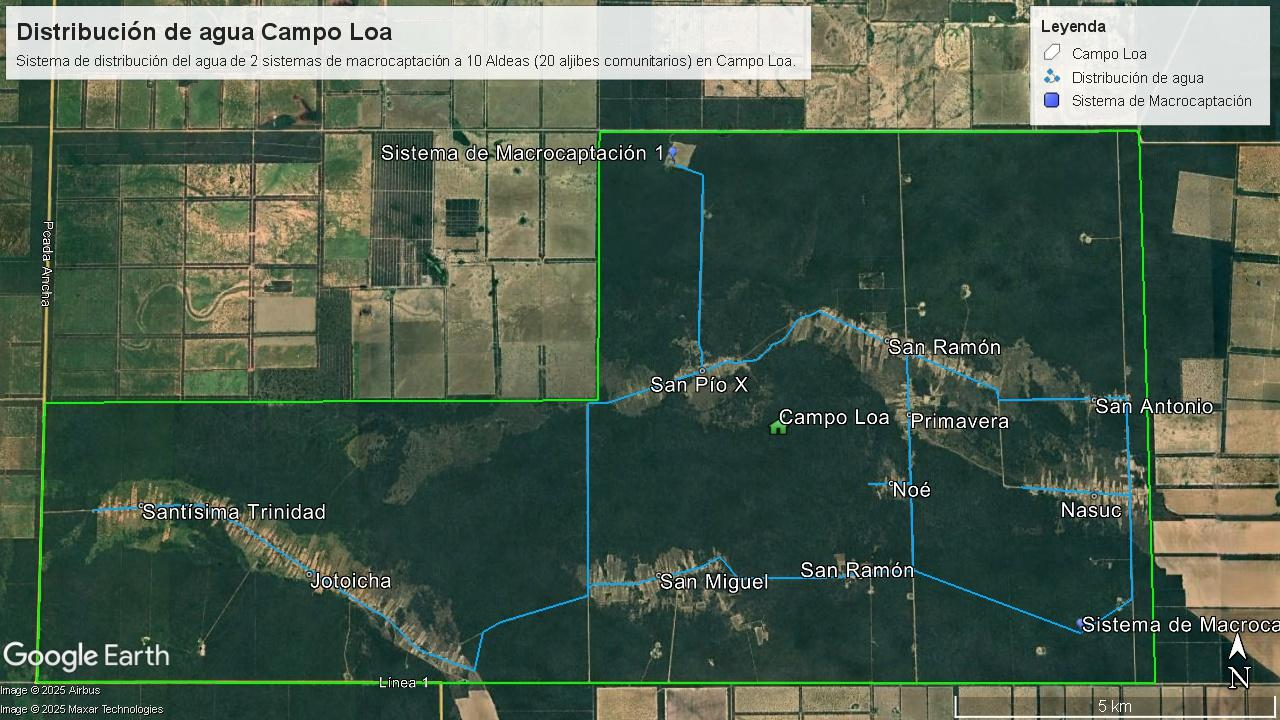 Distribución de agua Campo Loa
Sistema de distribución del agua de 2 sistemas de macrocaptación a 10 Aldeas (20 aljibes comunitarios) en Campo Loa.
Leyenda
Campo Loa
Distribución de agua
Sistema de Macrocaptación
Sistema de Macrocaptación 1
Pcada Ancha
San Ramón
San Pío X
San Antonio
Campo Loa
Primavera
Noé
Nasuc
Santísima Trinidad
Jotoicha
San Miguel
San Ramón
Sistema de Macroca
Google Earth
Línea 1
Image © 2025 Airbus
Image © 2025 Maxar Technologies
N
5 km